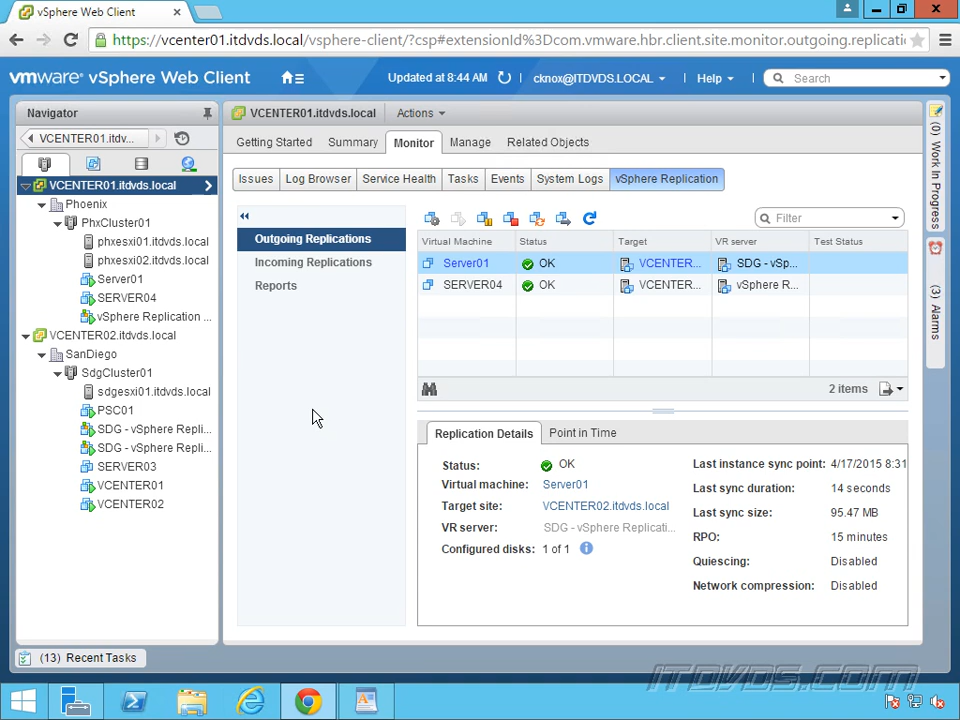 vSphere Web Client
https://vcenter01.itdvds.local/vsphere-client/?csp#extensionId%3Dcom.vmware.hbr.client.site.monitor.outgoing.replicati
vmware® vSphere Web Client
Updated at 8:44 AM
cknox@ITDVDS.LOCAL
Help
Search
Navigator
VCENTER01.itdv...
VCENTER01.itdvds.local
Phoenix
PhxCluster01
phxesxi01.itdvds.local
phxesxi02.itdvds.local
Server01
SERVER04
vSphere Replication ...
VCENTER02.itdvds.local
SanDiego
SdgCluster01
sdgesxi01.itdvds.local
PSC01
SDG - vSphere Repli...
SDG - vSphere Repli...
SERVER03
VCENTER01
VCENTER02
VCENTER01.itdvds.local Actions
Getting Started Summary Monitor Manage Related Objects
Issues Log Browser Service Health Tasks Events System Logs vSphere Replication
Outgoing Replications
Incoming Replications
Reports
Filter
Virtual Machine Status Target VR server Test Status
Server01 OK VCENTER... SDG - vSp...
SERVER04 OK VCENTER... vSphere R...
2 items
Replication Details Point in Time
Status: OK
Virtual machine: Server01
Target site: VCENTER02.itdvds.local
VR server: SDG - vSphere Replicati...
Configured disks: 1 of 1
Last instance sync point: 4/17/2015 8:31
Last sync duration: 14 seconds
Last sync size: 95.47 MB
RPO: 15 minutes
Quiescing: Disabled
Network compression: Disabled
(0) Work In Progress
(3) Alarms
(13) Recent Tasks
ITDVDS.COM